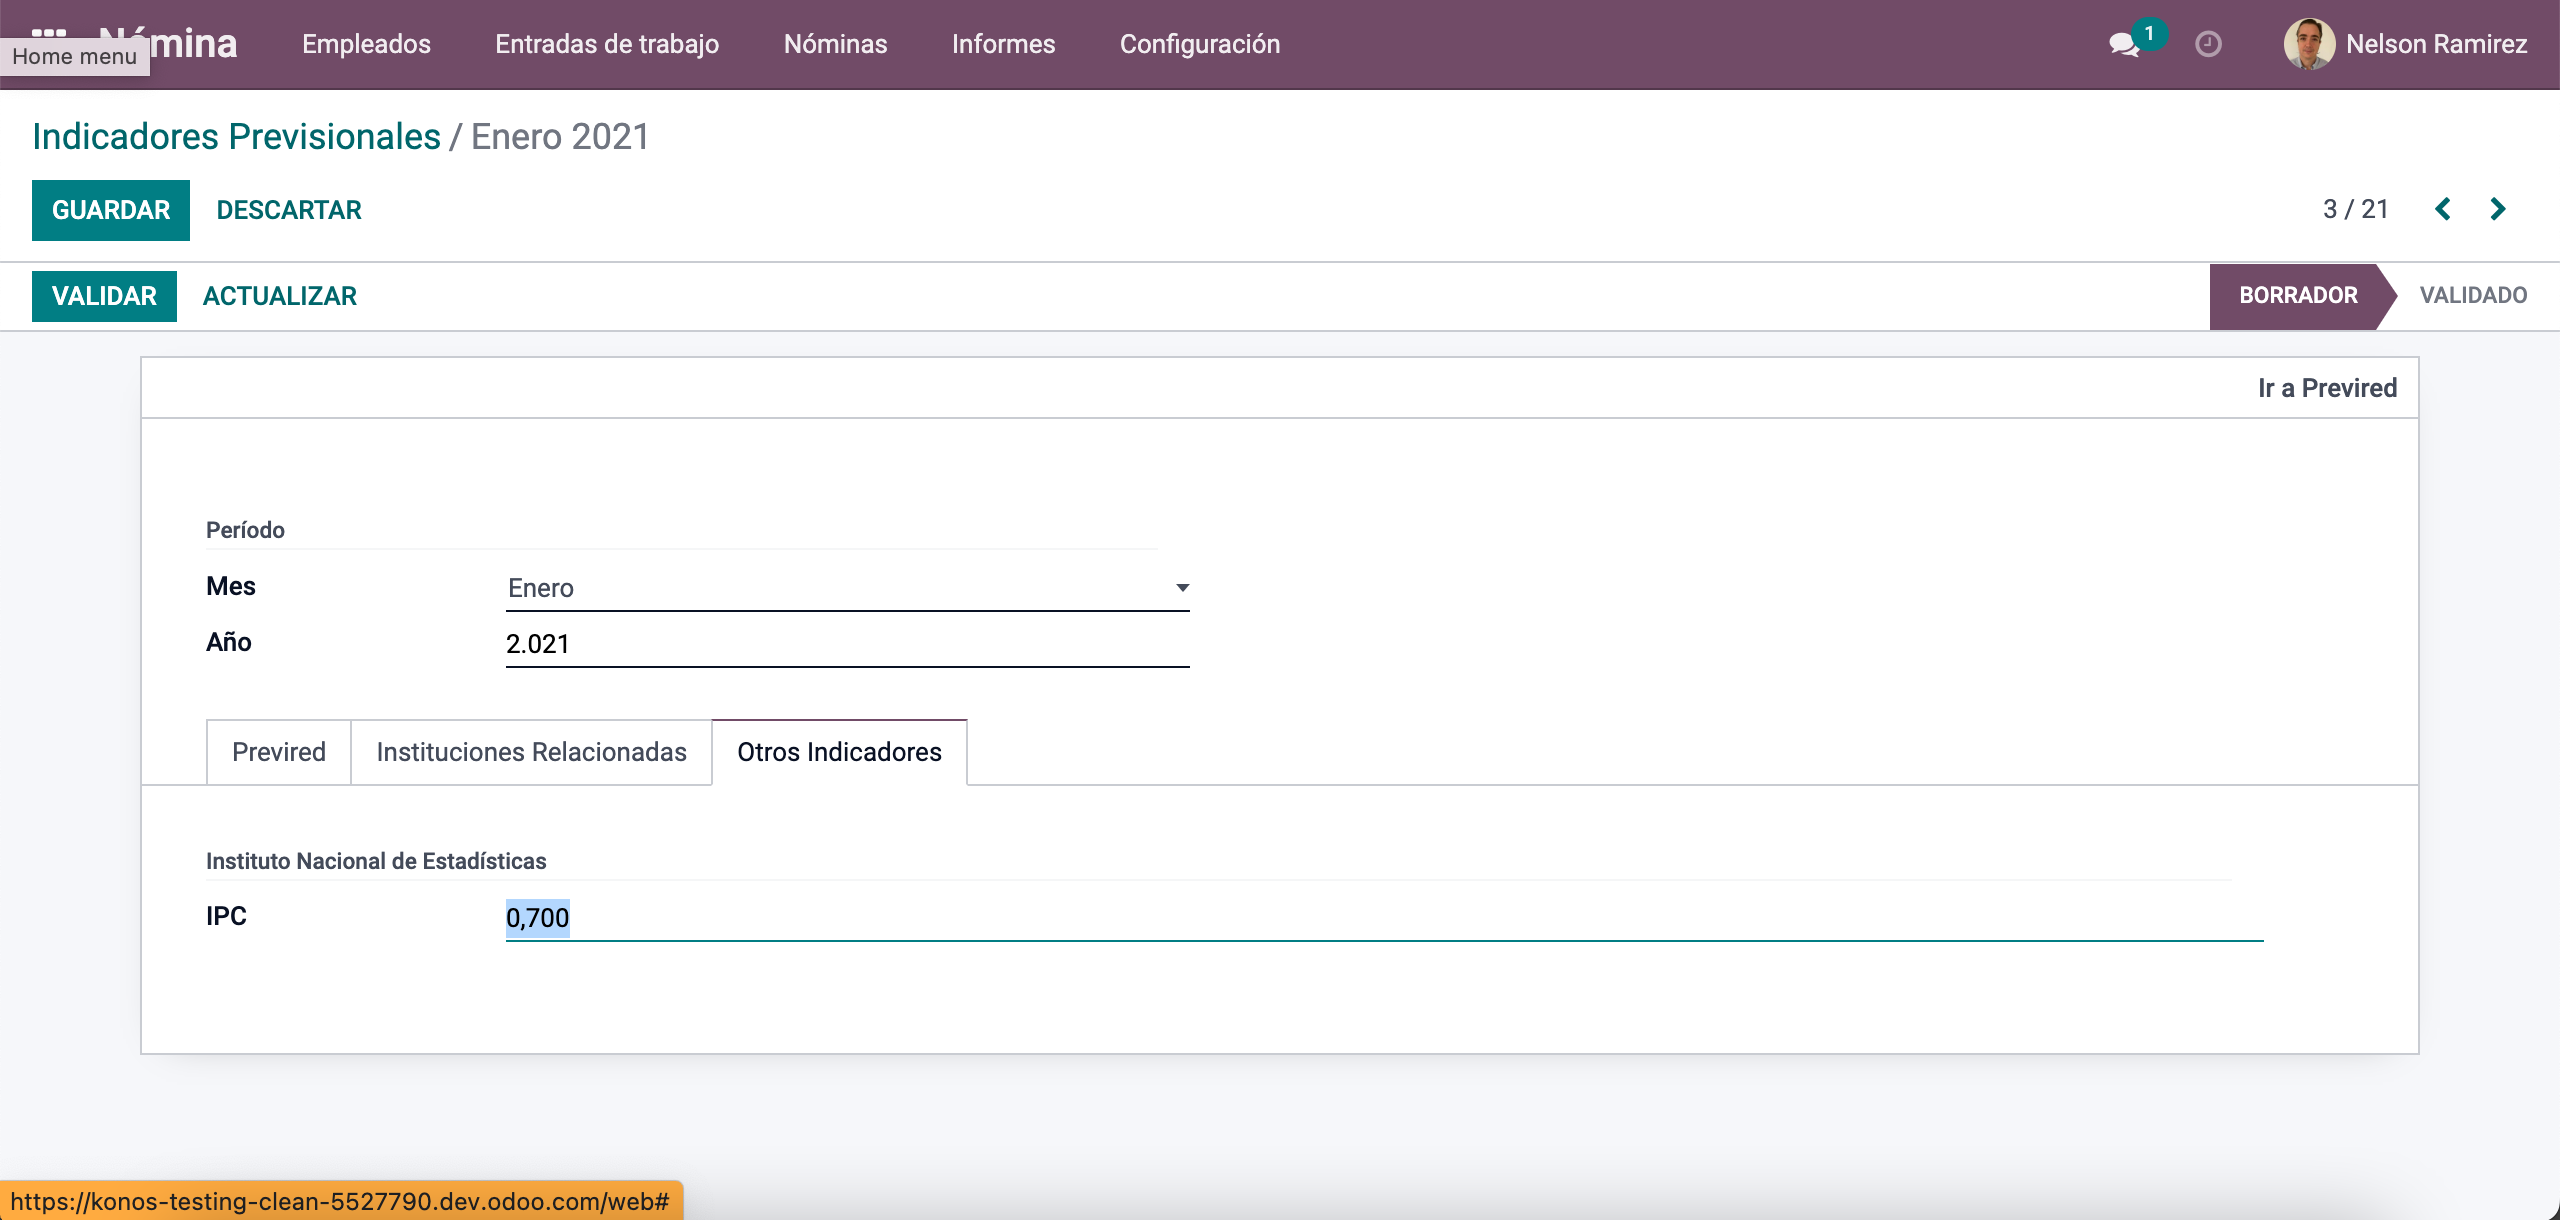 Nómina
Home menu
Empleados
Entradas de trabajo
Nóminas
Informes
Configuración
1
Nelson Ramirez
Indicadores Previsionales / Enero 2021
GUARDAR
DESCARTAR
3 / 21
VALIDAR
ACTUALIZAR
BORRADOR
VALIDADO
Ir a Previred
Período
Mes
Enero
Año
2.021
Previred
Instituciones Relacionadas
Otros Indicadores
Instituto Nacional de Estadísticas
IPC
0,700
https://konos-testing-clean-5527790.dev.odoo.com/web#